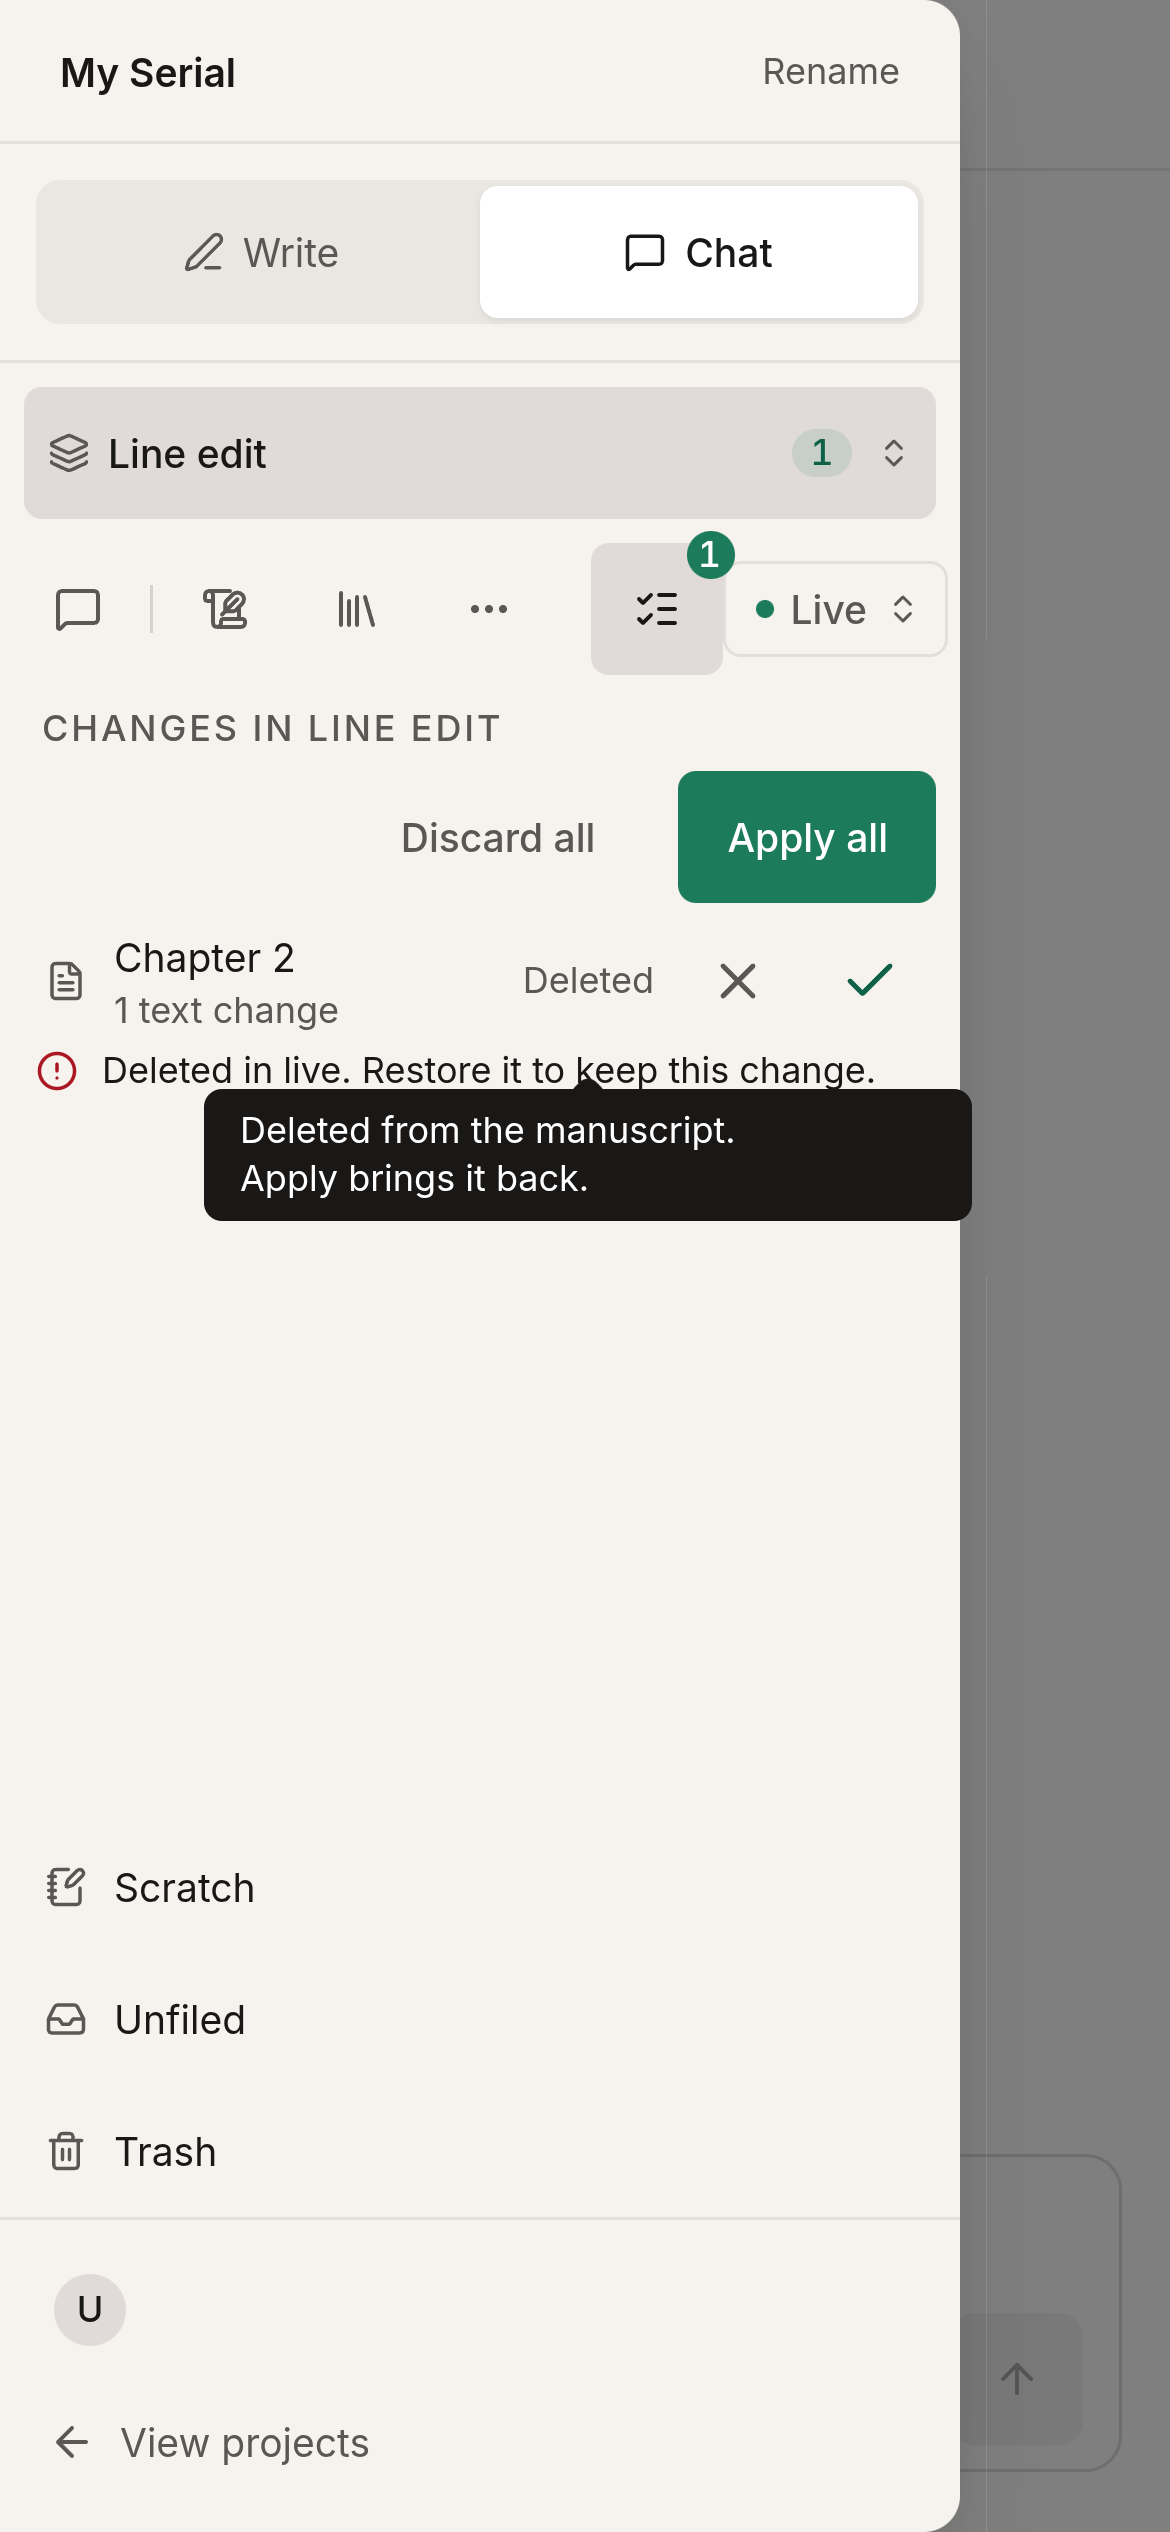 My Serial
Rename
Write
Chat
Line edit
1
1
Live
CHANGES IN LINE EDIT
Discard all
Apply all
Chapter 2
1 text change
Deleted
Deleted in live. Restore it to keep this change.
Deleted from the manuscript.
Apply brings it back.
Scratch
Unfiled
Trash
U
View projects